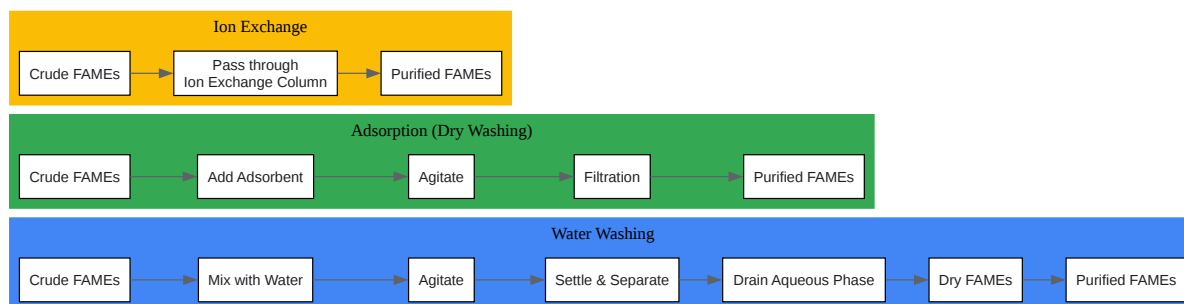 Ion Exchange
Crude FAMEs
Pass through
Ion Exchange Column
Purified FAMEs
Adsorption (Dry Washing)
Crude FAMEs
Add Adsorbent
Agitate
Filtration
Purified FAMEs
Water Washing
Crude FAMEs
Mix with Water
Agitate
Settle & Separate
Drain Aqueous Phase
Dry FAMEs
Purified FAMEs